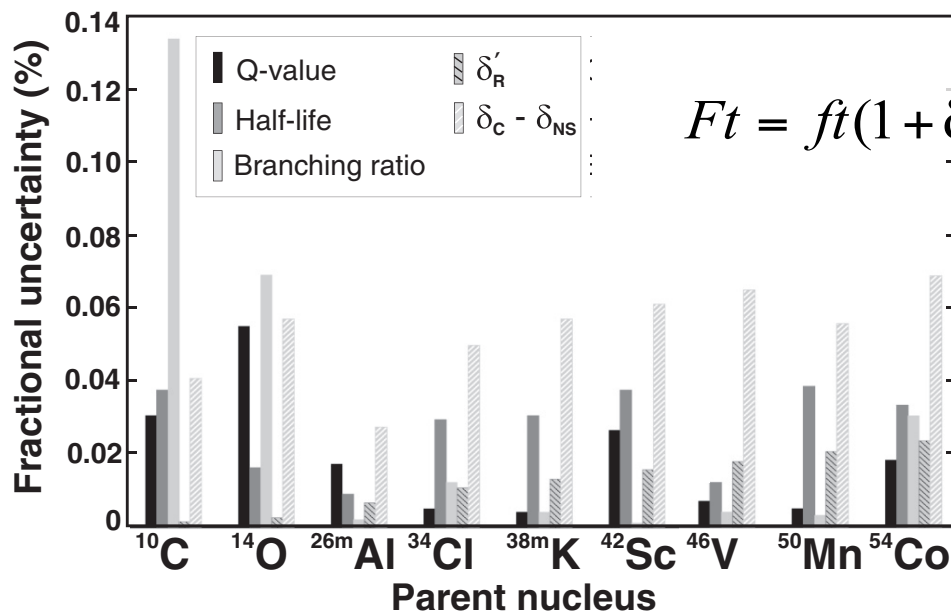 0.14
0.12
0.10
0.08
0.06
0.04
0.02
0
Fractional uncertainty (%)
Q-value
Half-life
Branching ratio
δ′R
δC - δNS
Ft = ft(1 + δ
10C 14O 26mAl 34Cl 38mK 42Sc 46V 50Mn 54Co
Parent nucleus